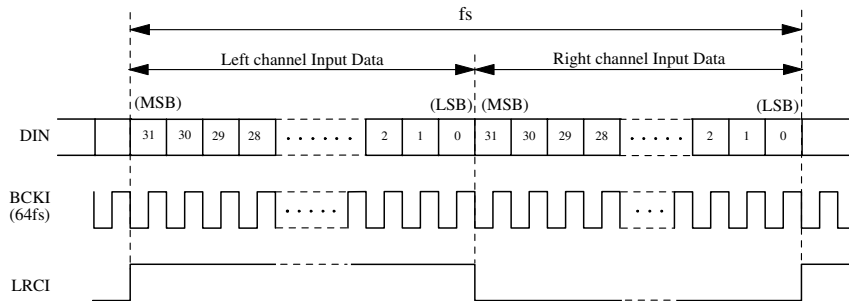 fs
Left channel Input Data
Right channel Input Data
(MSB)
(LSB)
(MSB)
(LSB)
DIN
31 30 29 28 ...... 2 1 0 31 30 29 28 ..... 2 1 0
BCKI
(64fs)
..... ...
LRCI